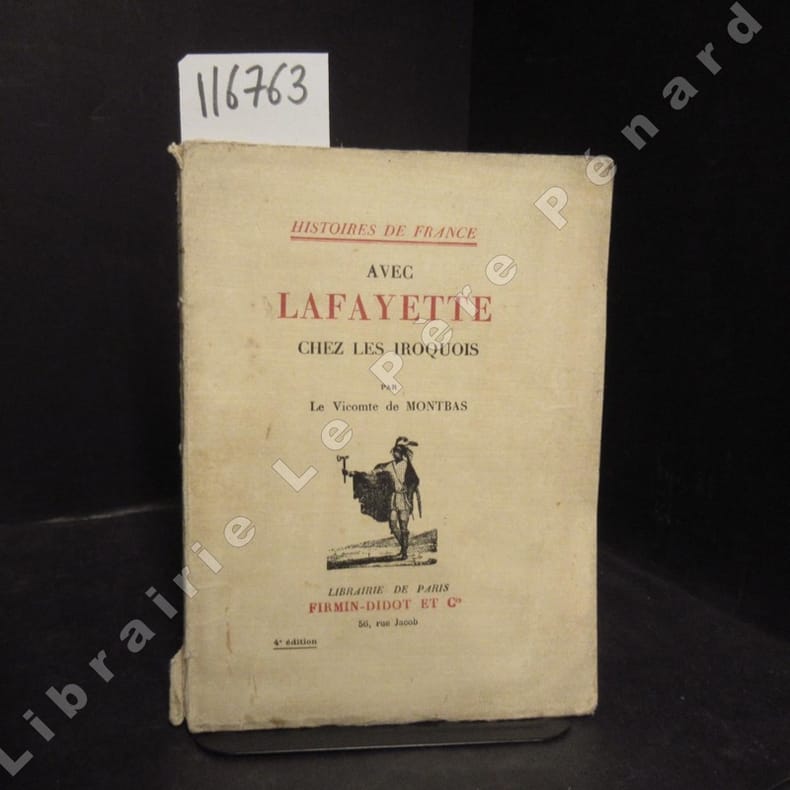 116763
HISTOIRES DE FRANCE
AVEC
LAFAYETTE
CHEZ LES IROQUOIS
PAR
Le Vicomte de MONTBAS
LIBRAIRIE DE PARIS
FIRMIN-DIDOT ET Cⁱᵉ
56, rue Jacob
4ᵉ édition
Librairie Le Père Pénard